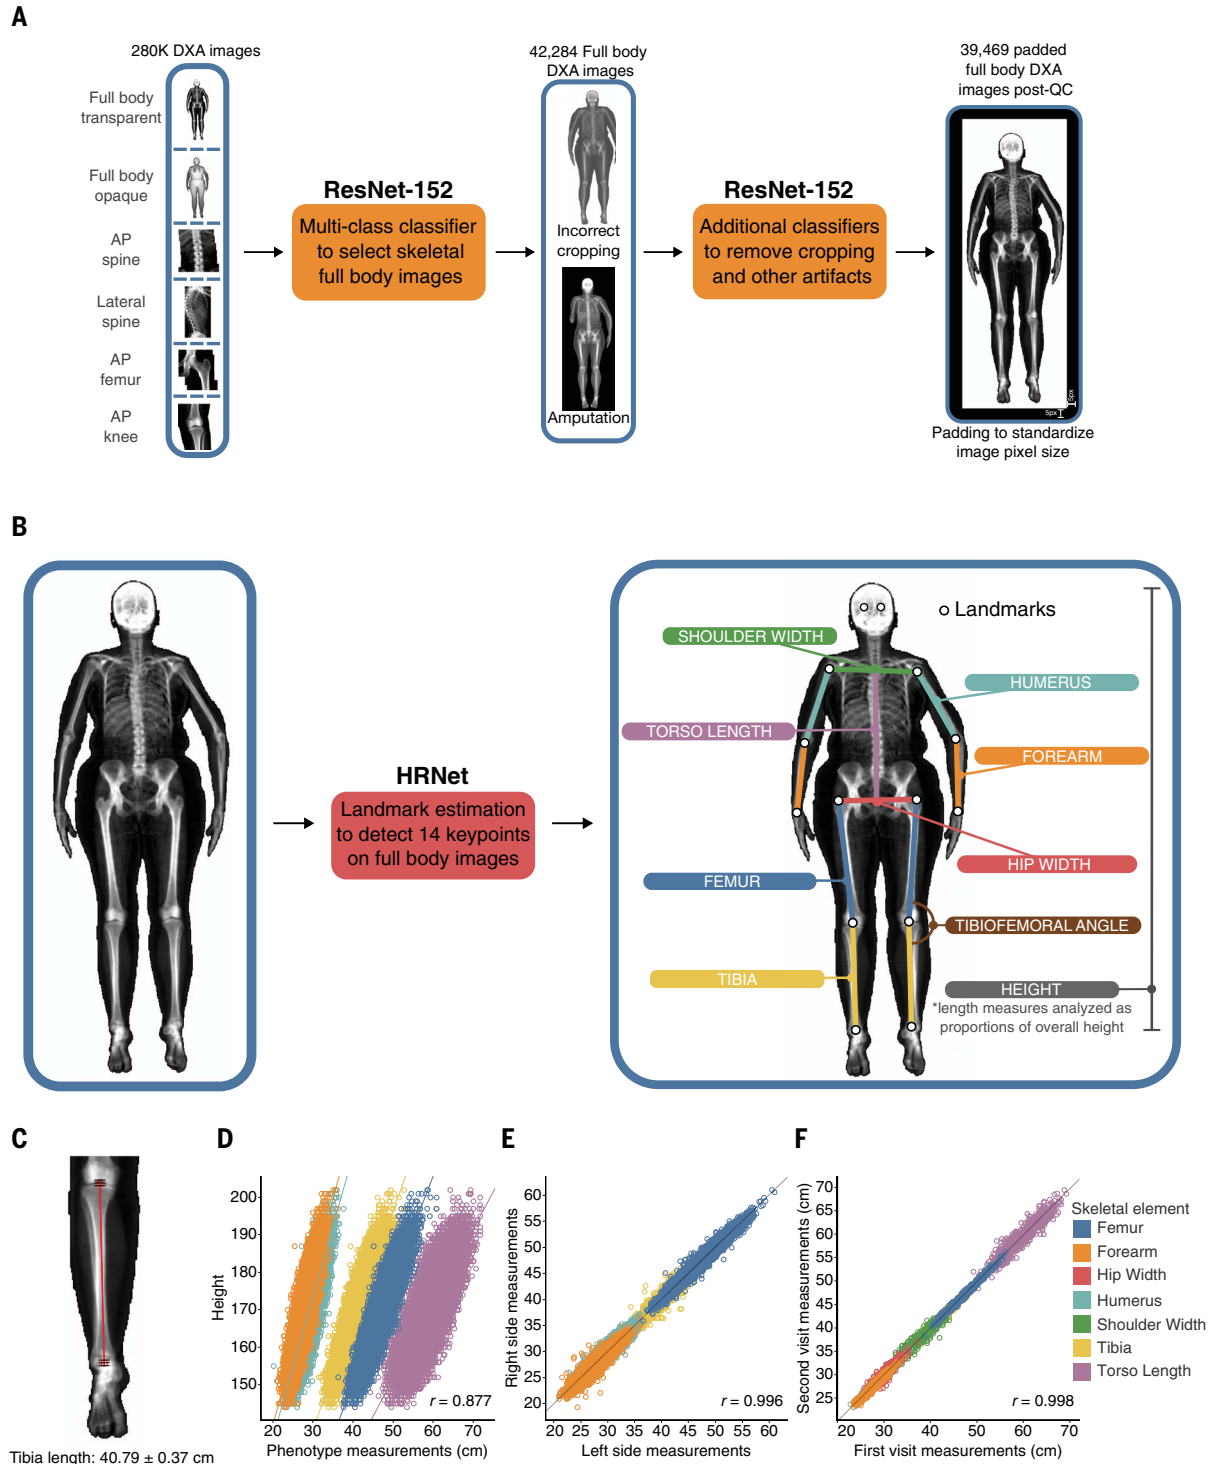 A
280K DXA images
Full body
transparent
Full body
opaque
AP
spine
Lateral
spine
AP
femur
AP
knee
ResNet-152
Multi-class classifier
to select skeletal
full body images
42,284 Full body
DXA images
Incorrect
cropping
Amputation
ResNet-152
Additional classifiers
to remove cropping
and other artifacts
39,469 padded
full body DXA
images post-QC
5px
5px
Padding to standardize
image pixel size
B
HRNet
Landmark estimation
to detect 14 keypoints
on full body images
Landmarks
SHOULDER WIDTH
HUMERUS
TORSO LENGTH
FOREARM
HIP WIDTH
FEMUR
TIBIOFEMORAL ANGLE
TIBIA
HEIGHT
*length measures analyzed as
proportions of overall height
C
Tibia length: 40.79 ± 0.37 cm
D
Height
200
190
180
170
160
150
r = 0.877
20 30 40 50 60
Phenotype measurements (cm)
E
Right side measurements
60
55
50
45
40
35
30
25
20
r = 0.996
20 25 30 35 40 45 50 55 60
Left side measurements
F
Second visit measurements (cm)
70
65
60
55
50
45
40
35
30
25
r = 0.998
20 30 40 50 60 70
First visit measurements (cm)
Skeletal element
Femur
Forearm
Hip Width
Humerus
Shoulder Width
Tibia
Torso Length